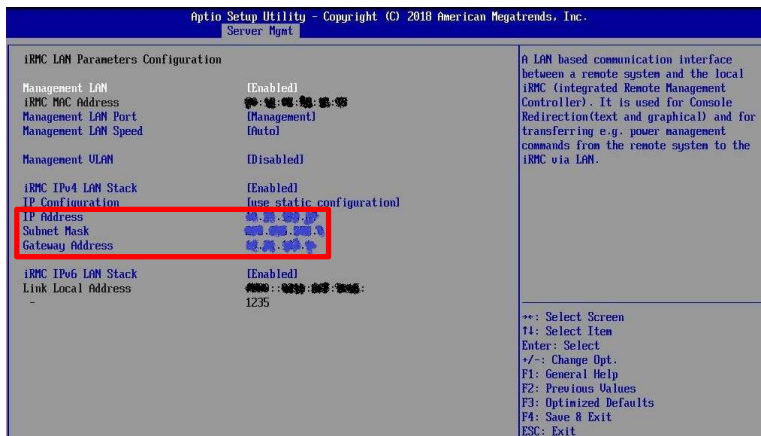 Aptio Setup Utility - Copyright (C) 2018 American Megatrends, Inc.
Server Mgmt
iRMC LAN Parameters Configuration
Management LAN [Enabled]
iRMC MAC Address
Management LAN Port [Management]
Management LAN Speed [Auto]
Management VLAN [Disabled]
iRMC IPv4 LAN Stack [Enabled]
IP Configuration [use static configuration]
IP Address
Subnet Mask
Gateway Address
iRMC IPv6 LAN Stack [Enabled]
Link Local Address
- 1235
A LAN based communication interface
between a remote system and the local
iRMC (integrated Remote Management
Controller). It is used for Console
Redirection(text and graphical) and for
transferring e.g. power management
commands from the remote system to the
iRMC via LAN.
→←: Select Screen
↑↓: Select Item
Enter: Select
+/-: Change Opt.
F1: General Help
F2: Previous Values
F3: Optimized Defaults
F4: Save & Exit
ESC: Exit